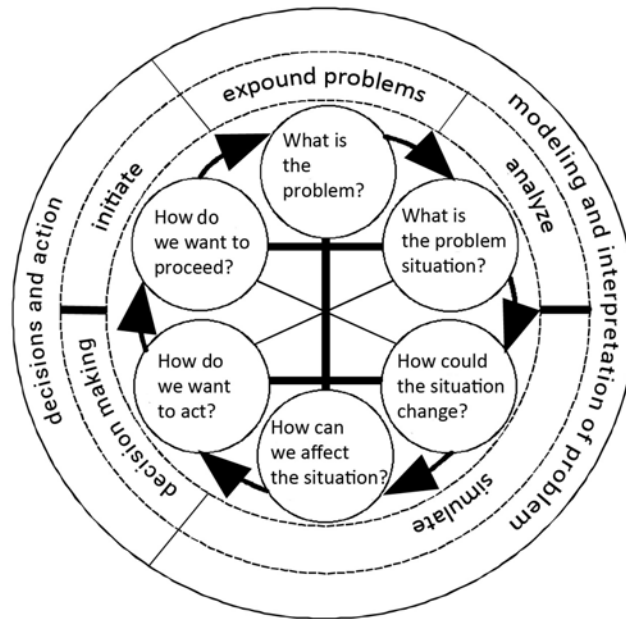 decisions and action
modeling and interpretation of problem
expound problems
initiate
analyze
decision making
simulate
What is
the
problem?
What is
the problem
situation?
How could
the situation
change?
How can
we affect
the situation?
How do
we want
to act?
How do
we want to
proceed?